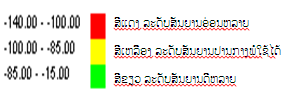 -140.00 - -100.00 ສີແດງ ລະດັບສັນຍານອ່ອນຫລາຍ
-100.00 - -85.00 ສີເຫລືອງ ລະດັບສັນຍານປານກາງພໍໃຊ້ໄດ້
-85.00 - -15.00 ສີຂຽວ ລະດັບສັນຍານດີຫລາຍ